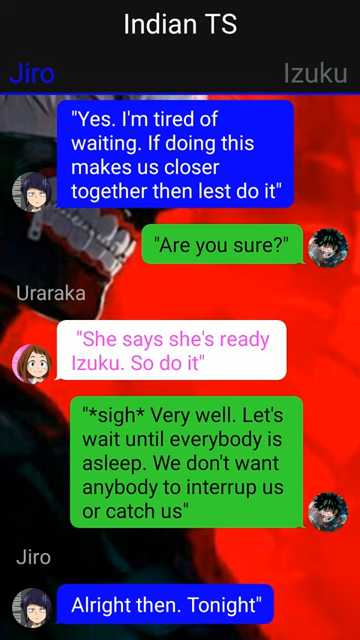 Indian TS
Jiro Izuku
"Yes. I'm tired of
waiting. If doing this
makes us closer
together then lest do it"
"Are you sure?"
Uraraka
"She says she's ready
Izuku. So do it"
"*sigh* Very well. Let's
wait until everybody is
asleep. We don't want
anybody to interrup us
or catch us"
Jiro
Alright then. Tonight"